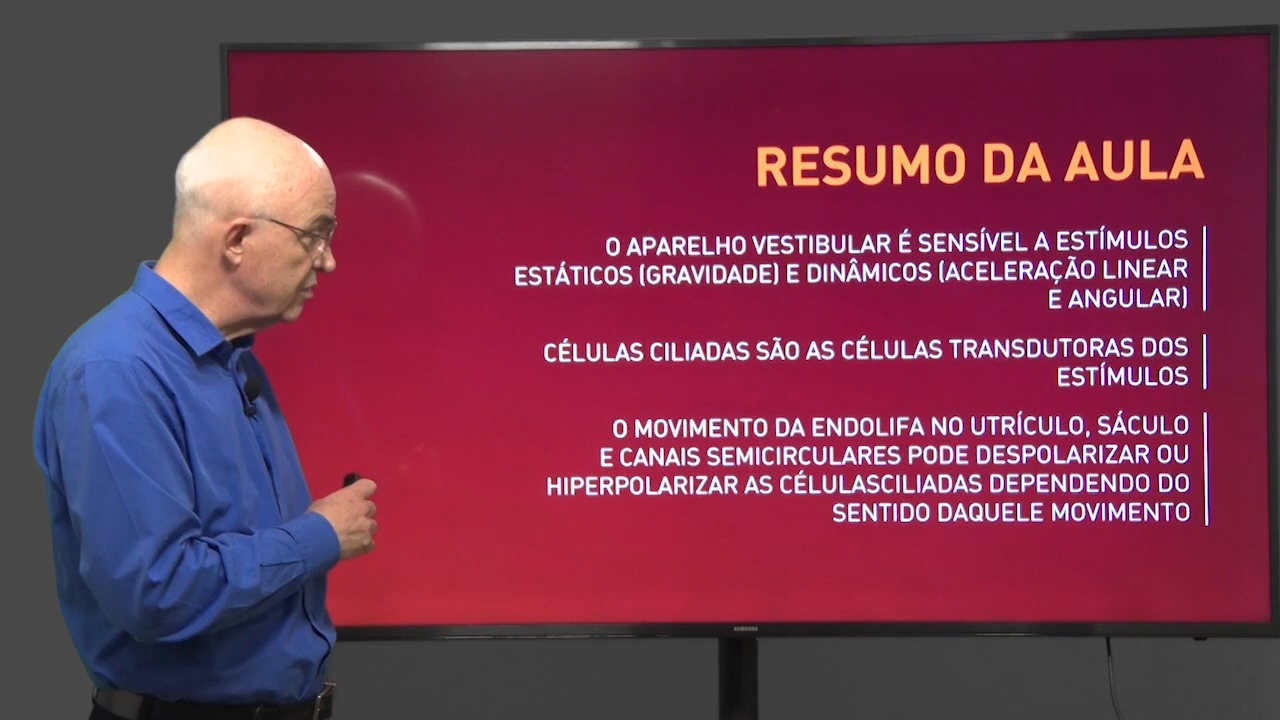 RESUMO DA AULA
O APARELHO VESTIBULAR É SENSÍVEL A ESTÍMULOS
ESTÁTICOS (GRAVIDADE) E DINÂMICOS (ACELERAÇÃO LINEAR
E ANGULAR)
CÉLULAS CILIADAS SÃO AS CÉLULAS TRANSDUTORAS DOS
ESTÍMULOS
O MOVIMENTO DA ENDOLIFA NO UTRÍCULO, SÁCULO
E CANAIS SEMICIRCULARES PODE DESPOLARIZAR OU
HIPERPOLARIZAR AS CÉLULASCILIADAS DEPENDENDO DO
SENTIDO DAQUELE MOVIMENTO
SAMSUNG